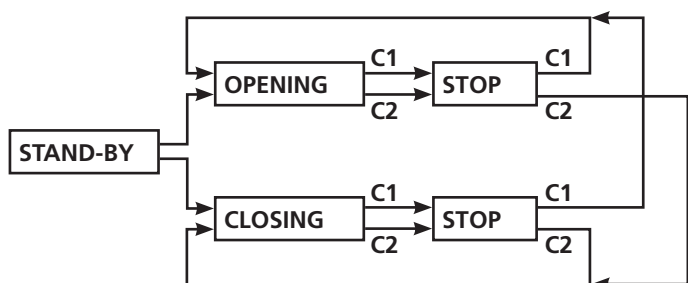 C1 C1
OPENING STOP
C2 C2
STAND-BY
C1 C1
CLOSING STOP
C2 C2